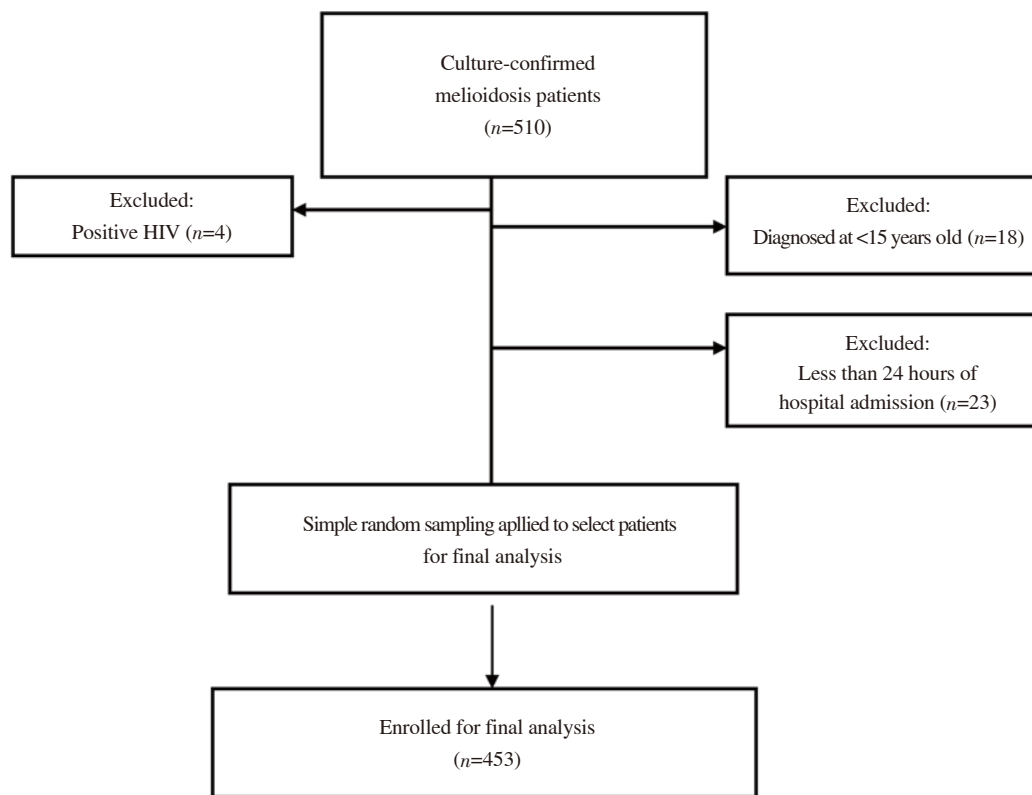 Culture-confirmed
melioidosis patients
(n=510)
Excluded:
Positive HIV (n=4)
Excluded:
Diagnosed at <15 years old (n=18)
Excluded:
Less than 24 hours of
hospital admission (n=23)
Simple random sampling apllied to select patients
for final analysis
Enrolled for final analysis
(n=453)